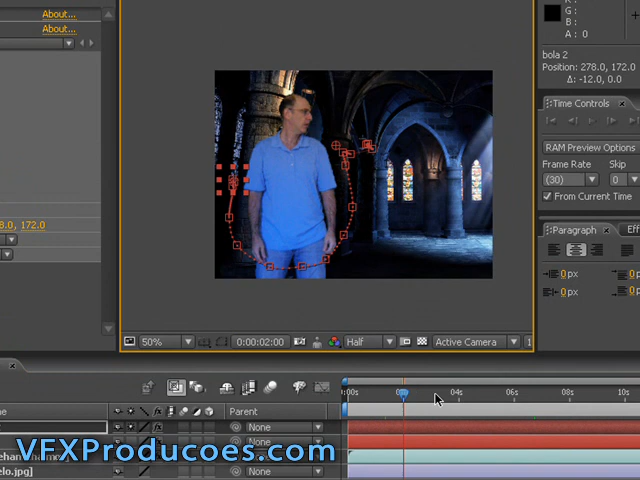 About...
About...
8.0, 172.0
R :
G :
B :
A : 0
bola 2
Position: 278.0, 172.0
Δ: -12.0, 0.0
Time Controls
RAM Preview Options
Frame Rate Skip
(30) 0
From Current Time
Paragraph Eff
0 px 0 px
0 px 0 px
50% 0:00:02:00 Half Active Camera 1
:00s 04s 06s 08s 10s
me Parent
None
None
None
elo.jpg] None
VFXProducoes.com